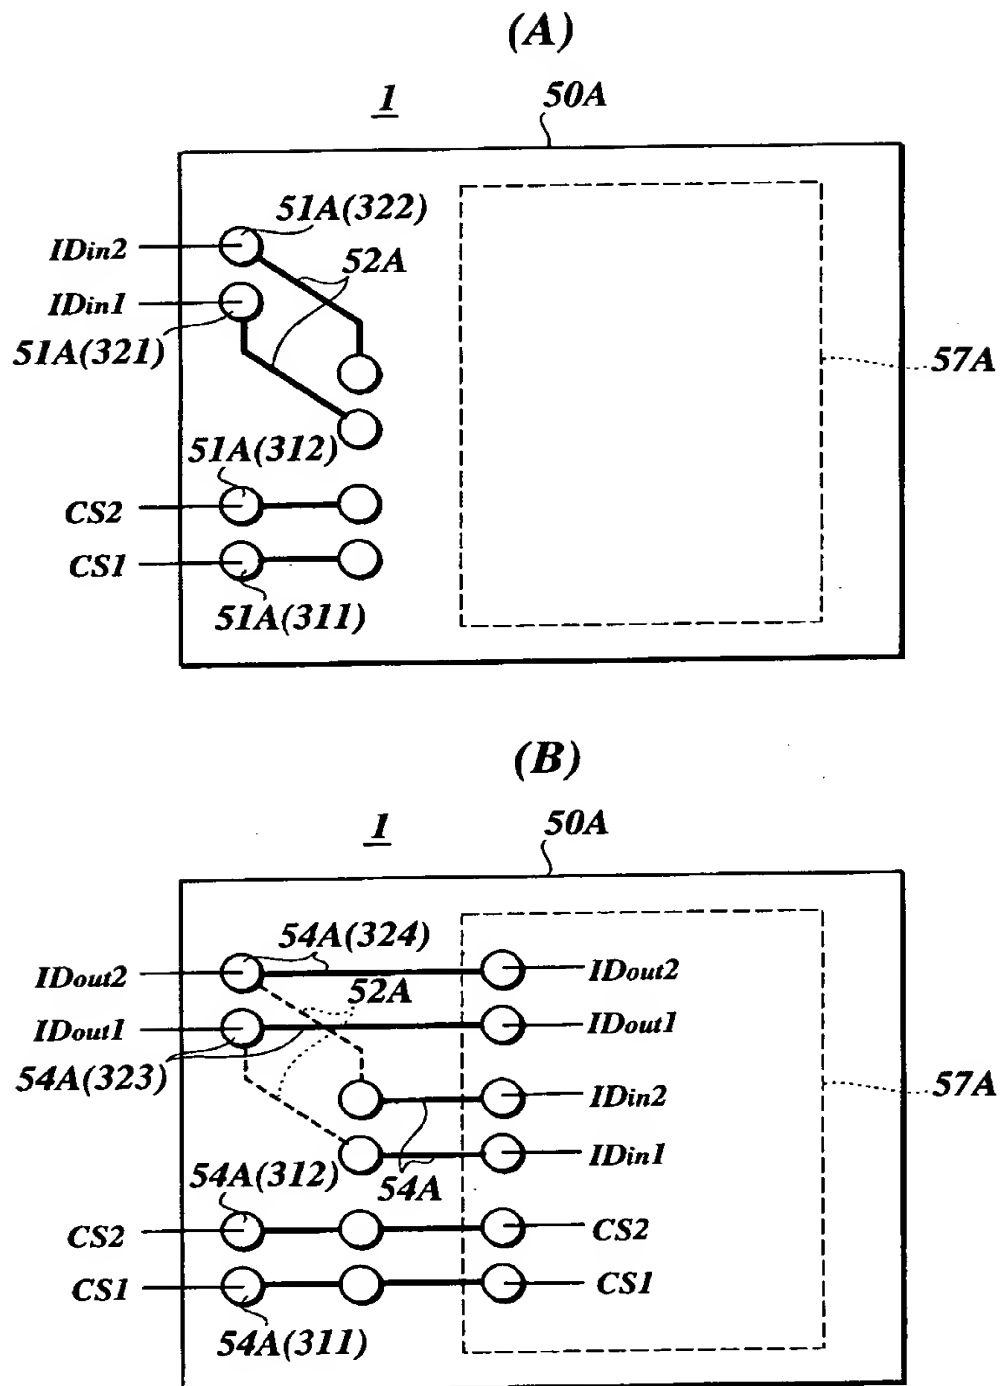 (A)
1
50A
51A(322)
IDin2
52A
IDin1
51A(321)
57A
51A(312)
CS2
CS1
51A(311)
(B)
1
50A
54A(324)
IDout2
IDout2
52A
IDout1
IDout1
54A(323)
57A
IDin2
IDin1
54A(312)
54A
CS2
CS2
CS1
CS1
54A(311)